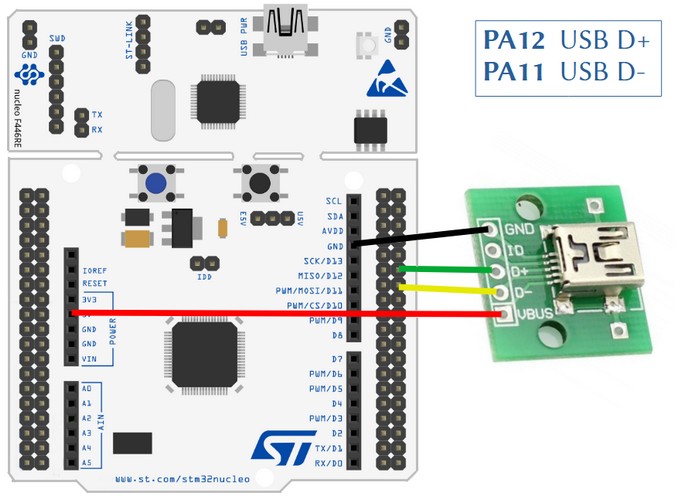 PA12 USB D+
PA11 USB D-
GND
SWD
ST-LINK
USB PWR
GND
nucleo F446RE
TX
RX
E5V
U5V
IDD
IOREF
RESET
3V3
GND
GND
VIN
POWER
A0
A1
A2
A3
A4
A5
AIN
SCL
SDA
AVDD
GND
SCK/D13
MISO/D12
PWM/MOSI/D11
PWM/CS/D10
PWM/D9
D8
D7
PWM/D6
PWM/D5
D4
PWM/D3
D2
TX/D1
RX/D0
ST
www.st.com/stm32nucleo
GND
ID
D+
D-
VBUS